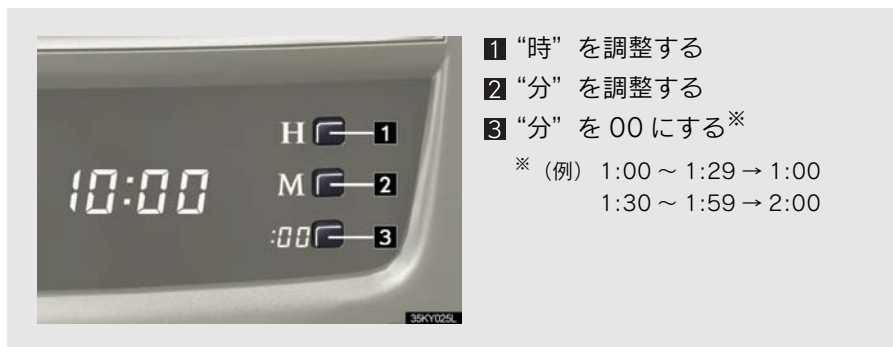 10:00
H 1
M 2
:00 3
35KY025L
1 “時” を調整する
2 “分” を調整する
3 “分” を 00 にする※
※ (例) 1:00 ～ 1:29 → 1:00
1:30 ～ 1:59 → 2:00